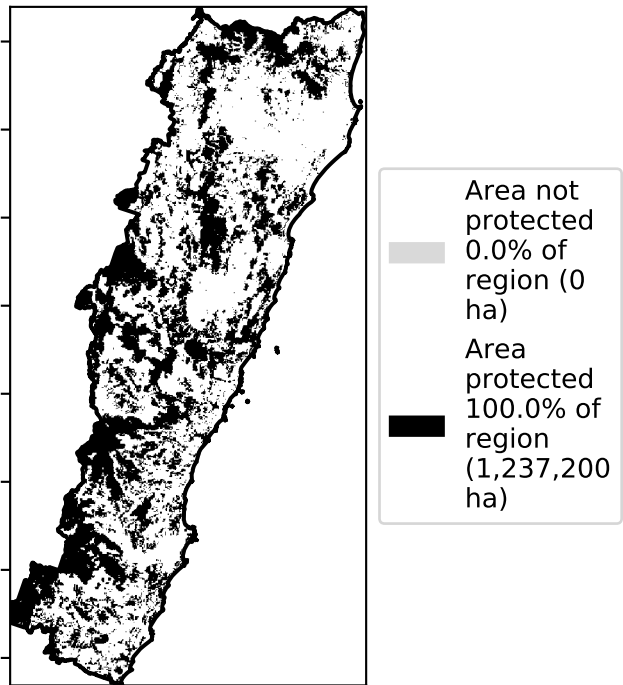 Area not
protected
0.0% of
region (0
ha)
Area
protected
100.0% of
region
(1,237,200
ha)